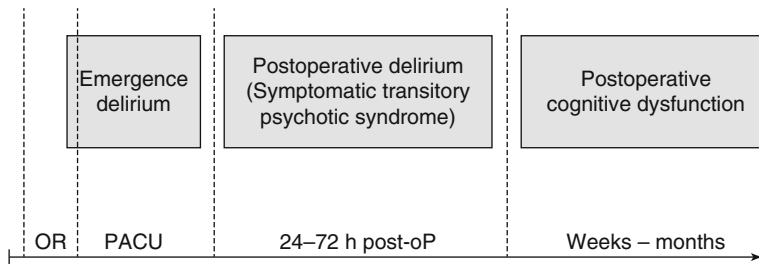 Emergence
delirium
Postoperative delirium
(Symptomatic transitory
psychotic syndrome)
Postoperative
cognitive dysfunction
OR
PACU
24–72 h post-oP
Weeks – months